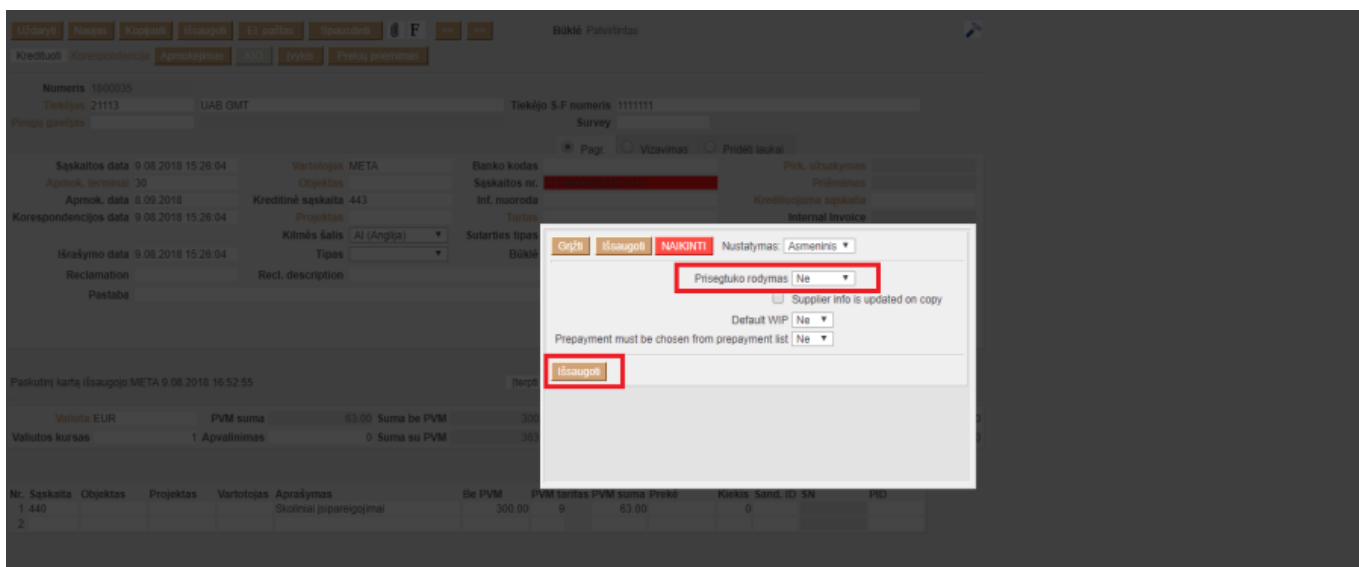 Uždaryti Naujas Kopijuoti Išsaugoti El. paštas Spausdinti F << >> Būklė Patvirtintas
Kredituoti Korespondencija Apmokėjimas Įvykis Prekių priėmimas
Numeris 1800035
Tiekėjas 21113 UAB GMT Tiekėjo S-F numeris 1111111
Pinigų gavėjas Survey
Pagr. Vizavimas Pridėti laukai
Sąskaitos data 9.08.2018 15:26:04 Vartotojas META Banko kodas Pirk. užsakymas
Apmok. terminai 30 Objektas Sąskaitos nr. Priėmimas
Apmok. data 8.09.2018 Kreditinė sąskaita 443 Inf. nuoroda Kredituojama sąskaita
Korespondencijos data 9.08.2018 15:26:04 Projektas Turtas Internal Invoice
Kilmės šalis AI (Anglija) Sutarties tipas
Išrašymo data 9.08.2018 15:26:04 Tipas Būklė
Reclamation Recl. description
Pastaba
Grįžti Išsaugoti NAIKINTI Nustatymas: Asmeninis
Prisegtuko rodymas Ne
Supplier info is updated on copy
Default WIP Ne
Prepayment must be chosen from prepayment list Ne
Išsaugoti
Paskutinį kartą išsaugojo META 9.08.2018 16:52:55 Įterpti
Valiuta EUR PVM suma 63.00 Suma be PVM 300
Valiutos kursas 1 Apvalinimas 0 Suma su PVM 363
Nr. Sąskaita Objektas Projektas Vartotojas Aprašymas Be PVM PVM tarifas PVM suma Prekė Kiekis Sand. ID SN PID
1 440 Skoliniai įsipareigojimai 300.00 9 63.00 0
2